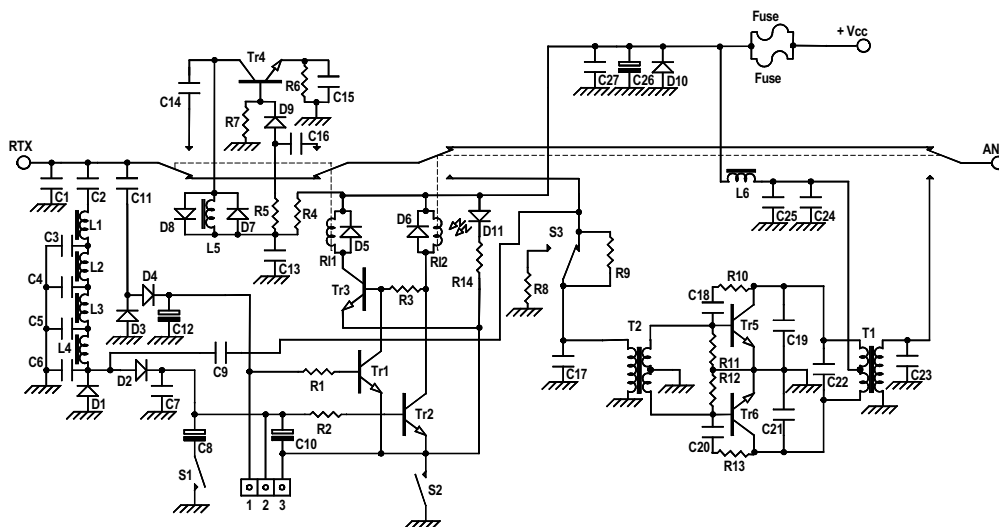 Fuse
+ Vcc
Fuse
Tr4
C14
R6
C15
C27
C26
D10
R7
D9
C16
RTX
AN
C1
C2
C11
L6
C25
C24
L1
D8
L5
D7
R5
R4
Rl1
D5
D6
Rl2
D11
S3
R9
C3
L2
C4
D4
C13
Tr3
R3
R14
R8
L3
C5
D3
C12
C18
R10
Tr5
T2
T1
C6
L4
D2
C9
R11
R12
C19
C22
C23
D1
C7
R1
Tr1
C17
Tr6
C21
C8
C10
R2
Tr2
C20
R13
S1
S2
1 2 3